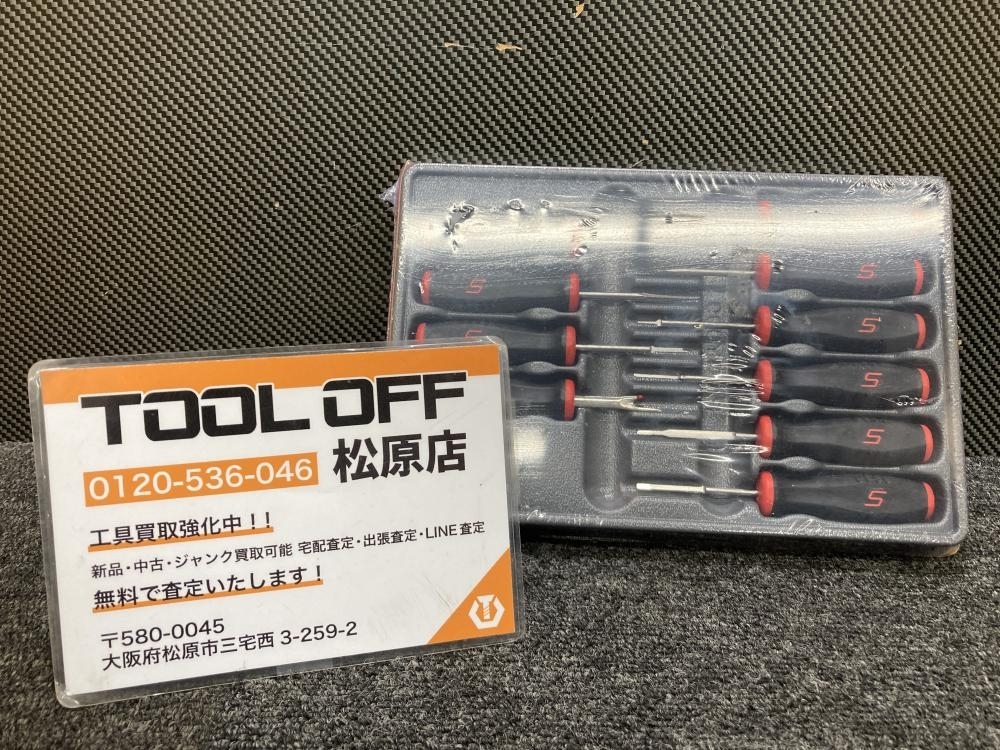 TOOL OFF
0120-536-046 松原店
工具買取強化中!!
新品・中古・ジャンク買取可能 宅配査定・出張査定・LINE査定
無料で査定いたします!
〒580-0045
大阪府松原市三宅西 3-259-2
S
S
S
S
S
S
S